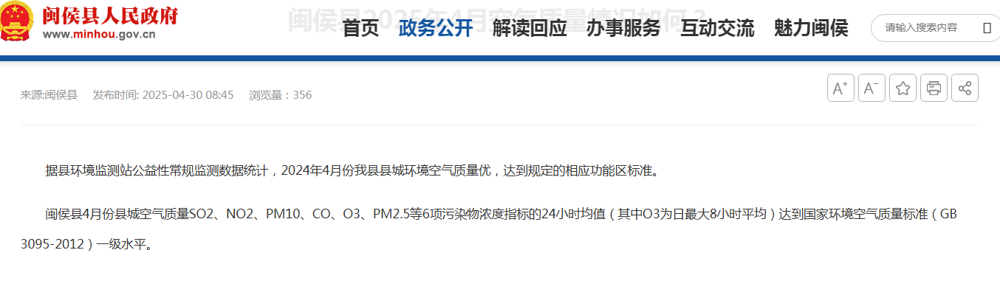 闽侯县人民政府
www.minhou.gov.cn
闽侯县2025年4月空气质量情况如何？
首页 政务公开 解读回应 办事服务 互动交流 魅力闽侯
请输入搜索内容
来源:闽侯县 发布时间: 2025-04-30 08:45 浏览量：356
A+ A-
据县环境监测站公益性常规监测数据统计，2024年4月份我县县城环境空气质量优，达到规定的相应功能区标准。
闽侯县4月份县城空气质量SO2、NO2、PM10、CO、O3、PM2.5等6项污染物浓度指标的24小时均值（其中O3为日最大8小时平均）达到国家环境空气质量标准（GB
3095-2012）一级水平。